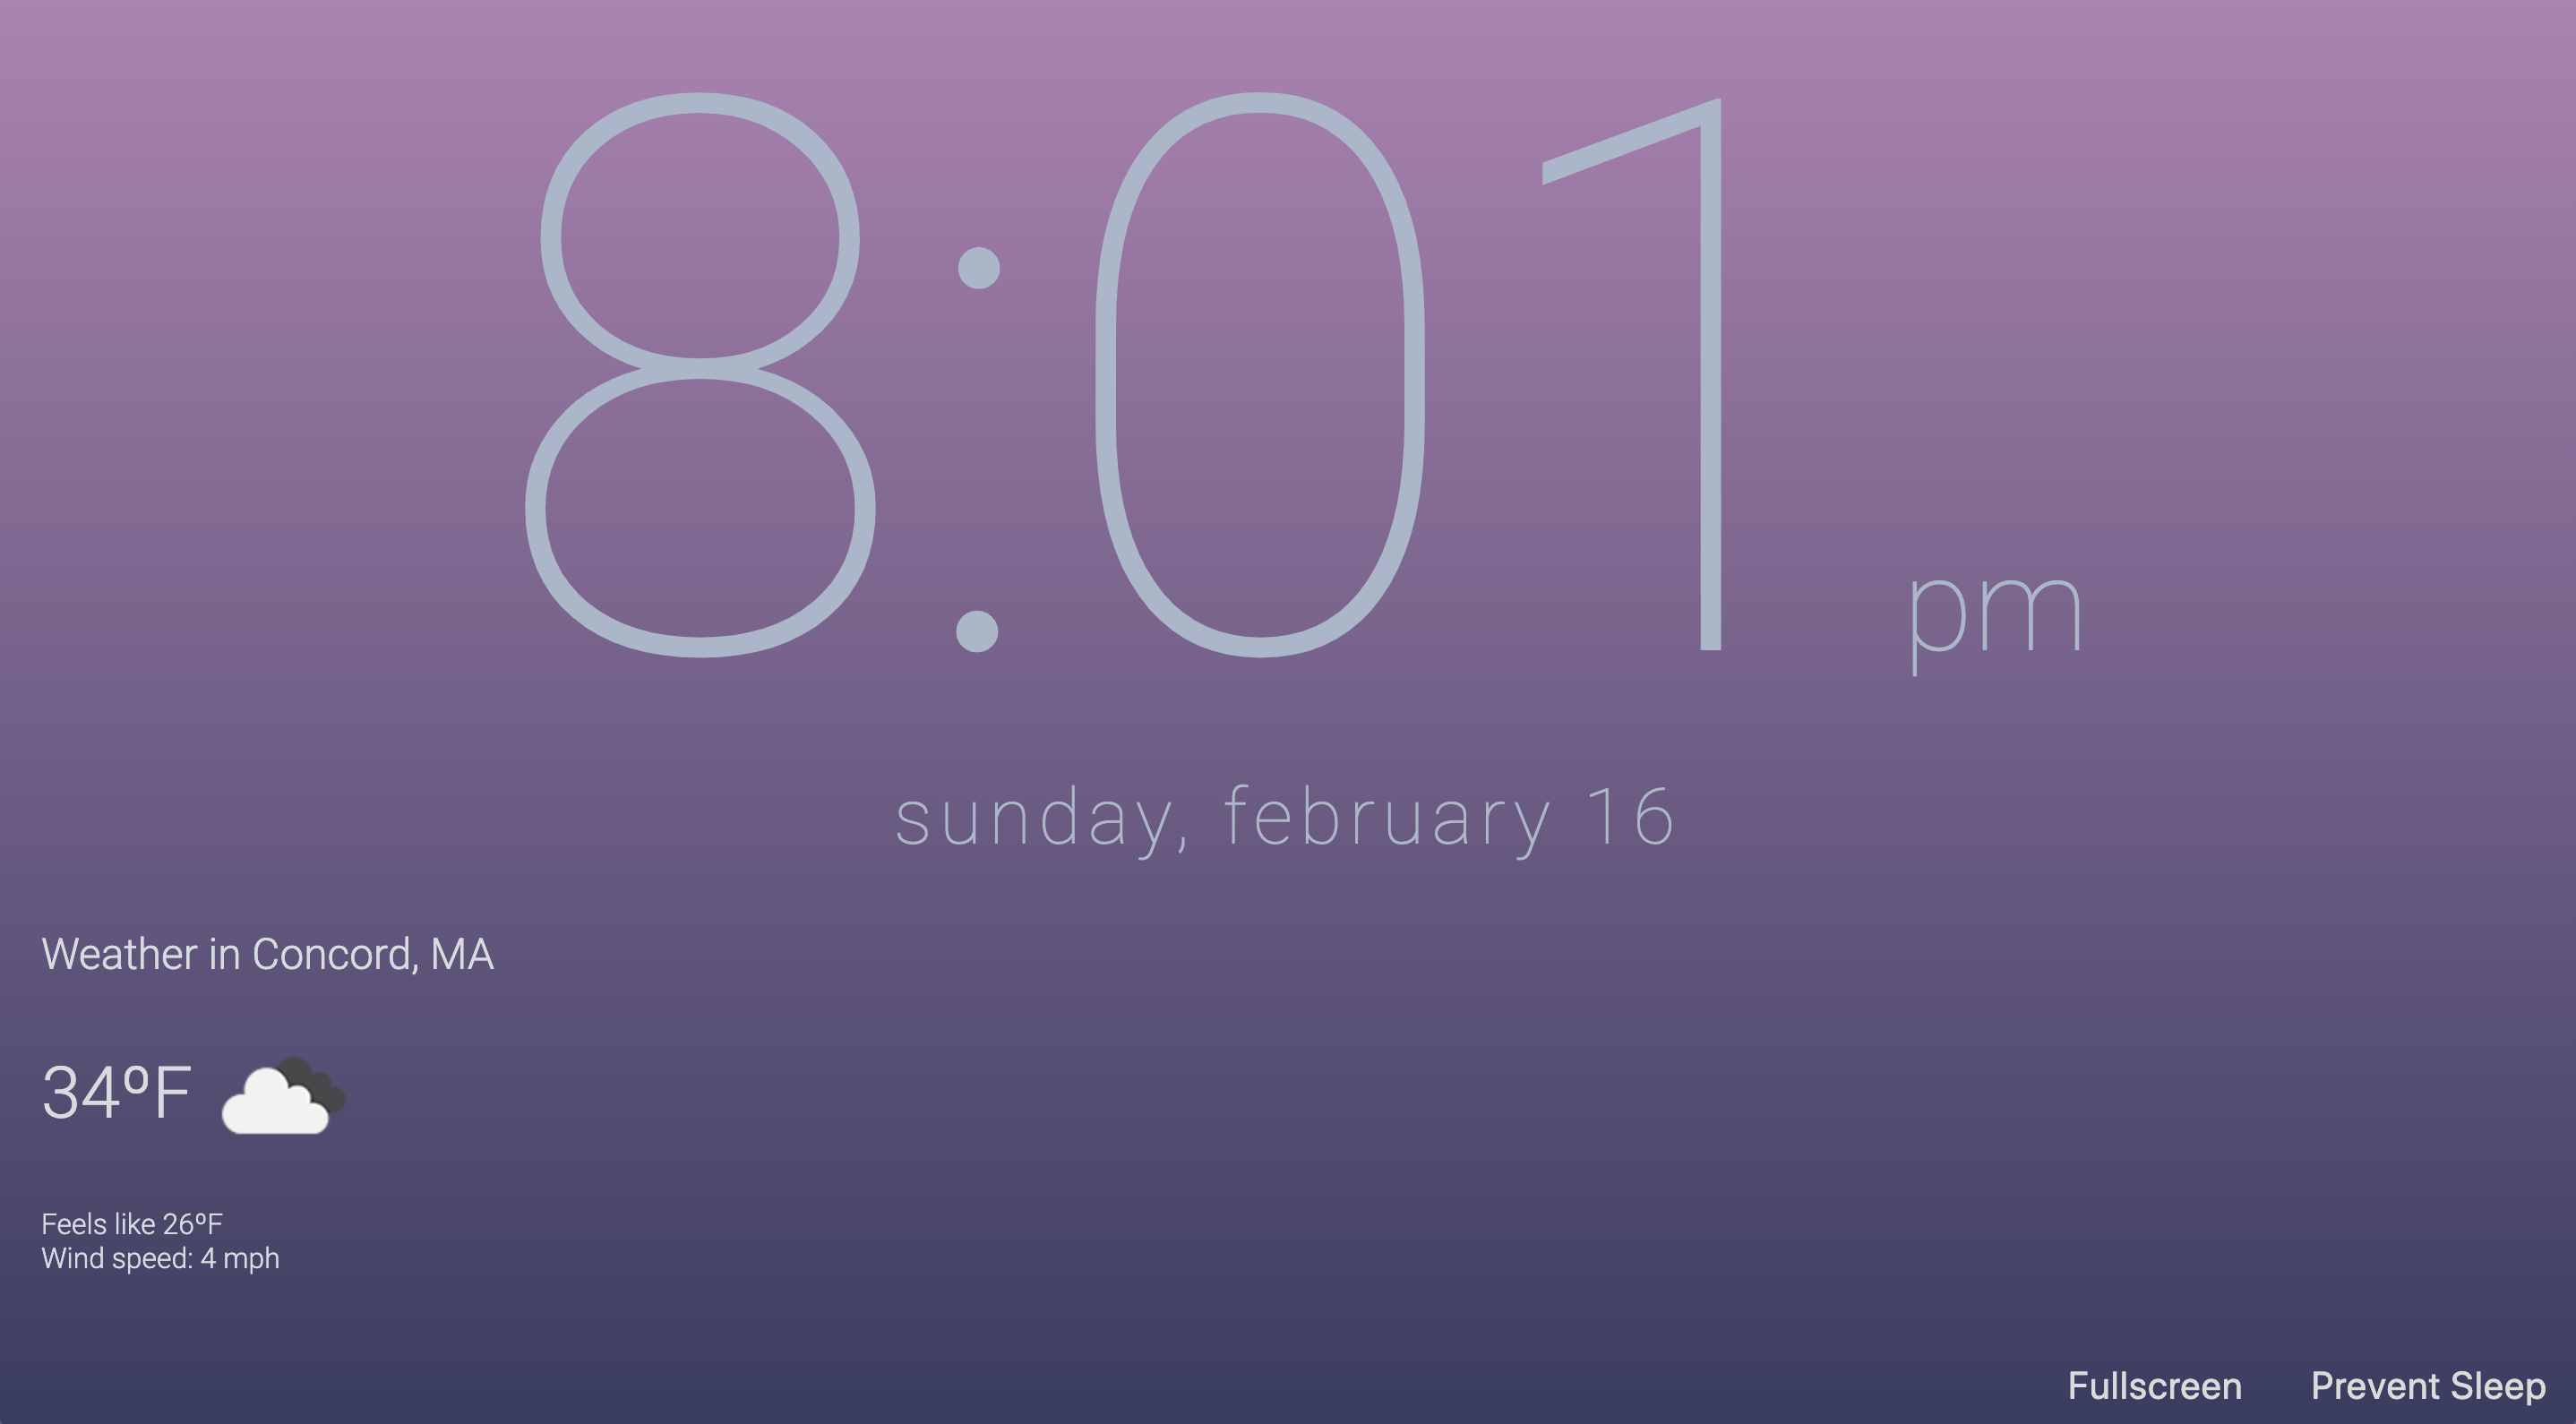 8:01 pm
sunday, february 16
Weather in Concord, MA
34ºF
Feels like 26ºF
Wind speed: 4 mph
Fullscreen Prevent Sleep